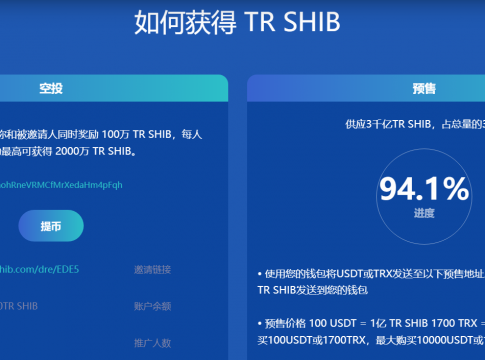 如何获得 TR SHIB
空投
和被邀请人同时奖励 100万 TR SHIB，每人
最高可获得 2000万 TR SHIB。
ohRneVRMCfMrXedaHm4pFqh
提币
hib.com/dre/EDE5
邀请链接
0TR SHIB
账户余额
推广人数
预售
供应3千亿TR SHIB，占总量的3
94.1%
进度
• 使用您的钱包将USDT或TRX发送至以下预售地址
TR SHIB发送到您的钱包
• 预售价格 100 USDT = 1亿 TR SHIB 1700 TRX =
买100USDT或1700TRX，最大购买10000USDT或